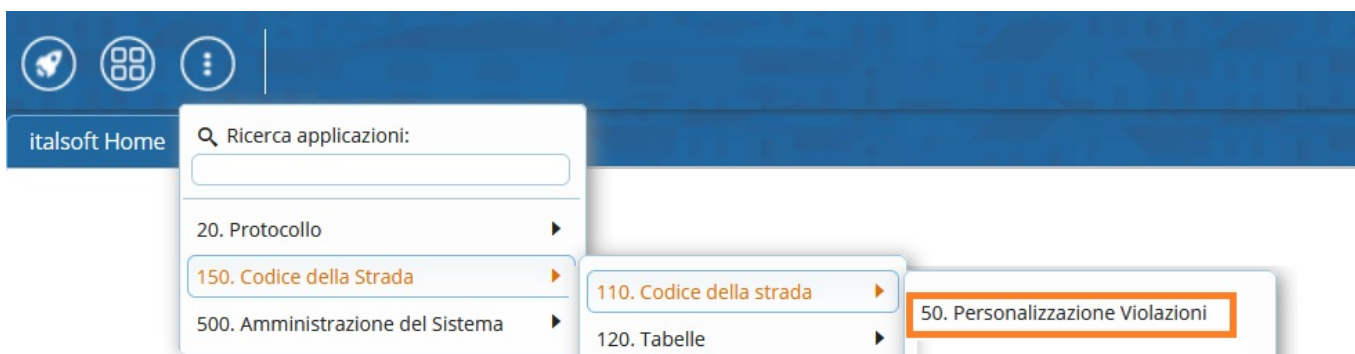 italsoft Home
Ricerca applicazioni:
20. Protocollo
150. Codice della Strada
500. Amministrazione del Sistema
110. Codice della strada
120. Tabelle
50. Personalizzazione Violazioni